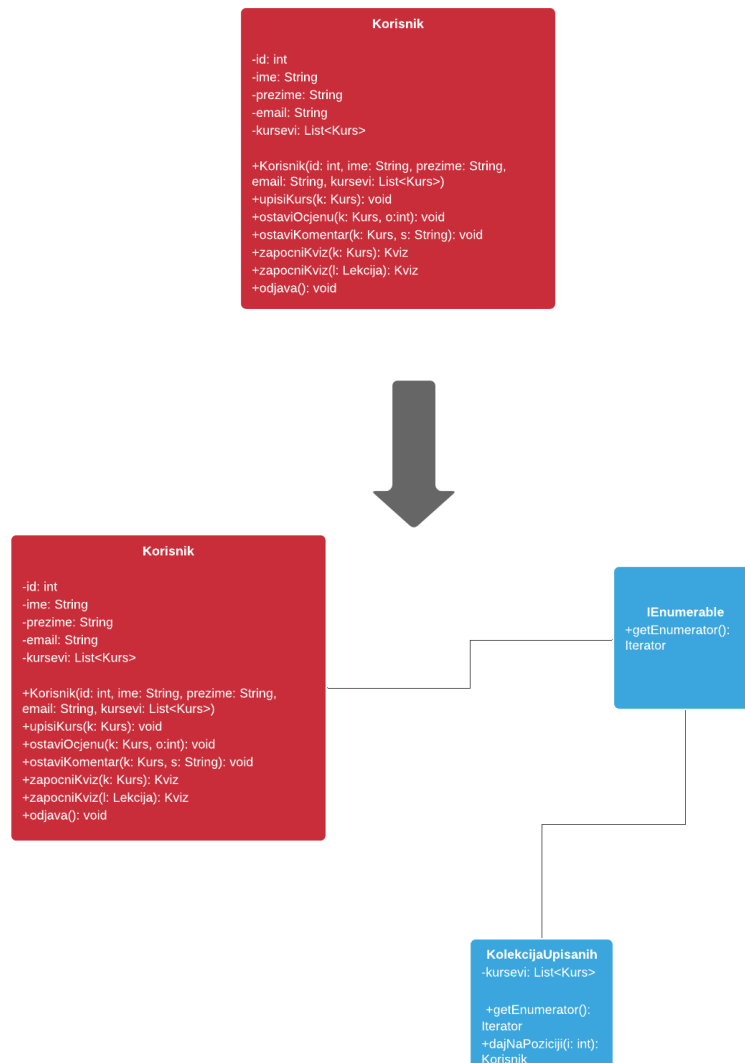 Korisnik
-id: int
-ime: String
-prezime: String
-email: String
-kursevi: List<Kurs>
+Korisnik(id: int, ime: String, prezime: String,
email: String, kursevi: List<Kurs>)
+upisiKurs(k: Kurs): void
+ostaviOcjenu(k: Kurs, o:int): void
+ostaviKomentar(k: Kurs, s: String): void
+zapocniKviz(k: Kurs): Kviz
+zapocniKviz(l: Lekcija): Kviz
+odjava(): void
Korisnik
-id: int
-ime: String
-prezime: String
-email: String
-kursevi: List<Kurs>
+Korisnik(id: int, ime: String, prezime: String,
email: String, kursevi: List<Kurs>)
+upisiKurs(k: Kurs): void
+ostaviOcjenu(k: Kurs, o:int): void
+ostaviKomentar(k: Kurs, s: String): void
+zapocniKviz(k: Kurs): Kviz
+zapocniKviz(l: Lekcija): Kviz
+odjava(): void
IEnumerable
+getEnumerator():
Iterator
KolekcijaUpisanih
-kursevi: List<Kurs>
+getEnumerator():
Iterator
+dajNaPoziciji(i: int):
Korisnik